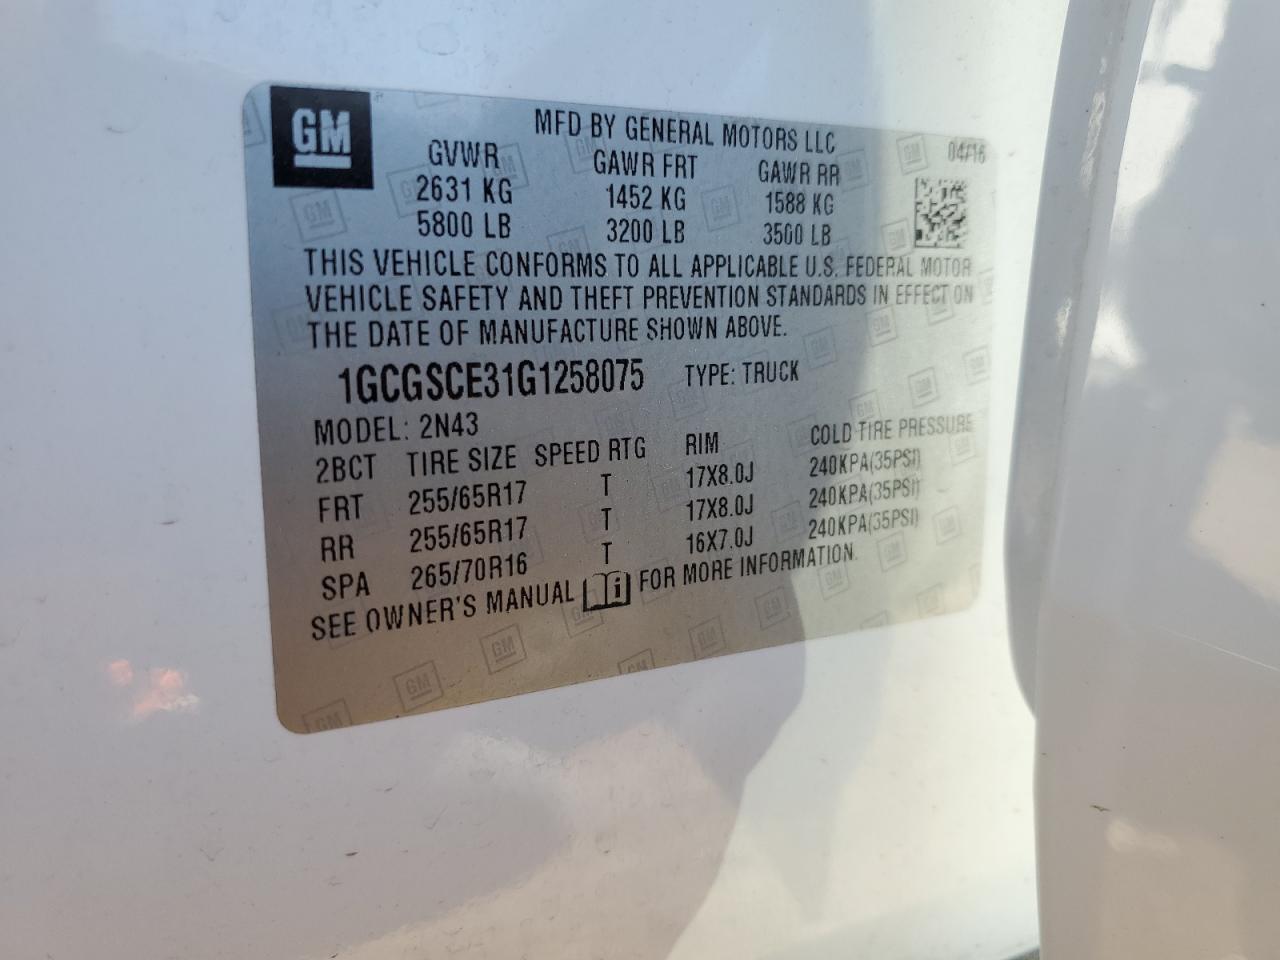 GM
MFD BY GENERAL MOTORS LLC
04/16
GVWR GAWR FRT GAWR RR
2631 KG 1452 KG 1588 KG
5800 LB 3200 LB 3500 LB
THIS VEHICLE CONFORMS TO ALL APPLICABLE U.S. FEDERAL MOTOR
VEHICLE SAFETY AND THEFT PREVENTION STANDARDS IN EFFECT ON
THE DATE OF MANUFACTURE SHOWN ABOVE.
1GCGSCE31G1258075 TYPE: TRUCK
MODEL: 2N43
2BCT TIRE SIZE SPEED RTG RIM COLD TIRE PRESSURE
FRT 255/65R17 T 17X8.0J 240KPA(35PSI)
RR 255/65R17 T 17X8.0J 240KPA(35PSI)
SPA 265/70R16 T 16X7.0J 240KPA(35PSI)
SEE OWNER'S MANUAL i FOR MORE INFORMATION.